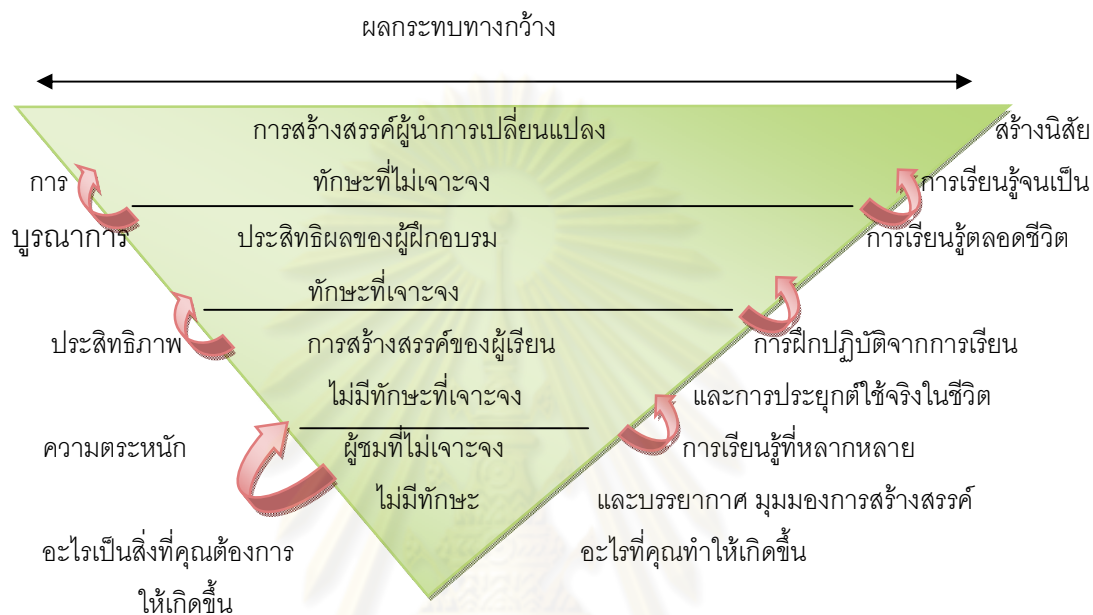 ผลกระทบทางกว้าง
การสร้างสรรค์ผู้นำการเปลี่ยนแปลง สร้างนิสัย
การ ทักษะที่ไม่เจาะจง การเรียนรู้จนเป็น
บูรณาการ ประสิทธิผลของผู้ฝึกอบรม การเรียนรู้ตลอดชีวิต
ทักษะที่เจาะจง
ประสิทธิภาพ การสร้างสรรค์ของผู้เรียน การฝึกปฏิบัติจากการเรียน
ไม่มีทักษะที่เจาะจง และการประยุกต์ใช้จริงในชีวิต
ความตระหนัก ผู้ชมที่ไม่เจาะจง การเรียนรู้ที่หลากหลาย
ไม่มีทักษะ และบรรยากาศ มุมมองการสร้างสรรค์
อะไรเป็นสิ่งที่คุณต้องการ อะไรที่คุณทำให้เกิดขึ้น
ให้เกิดขึ้น